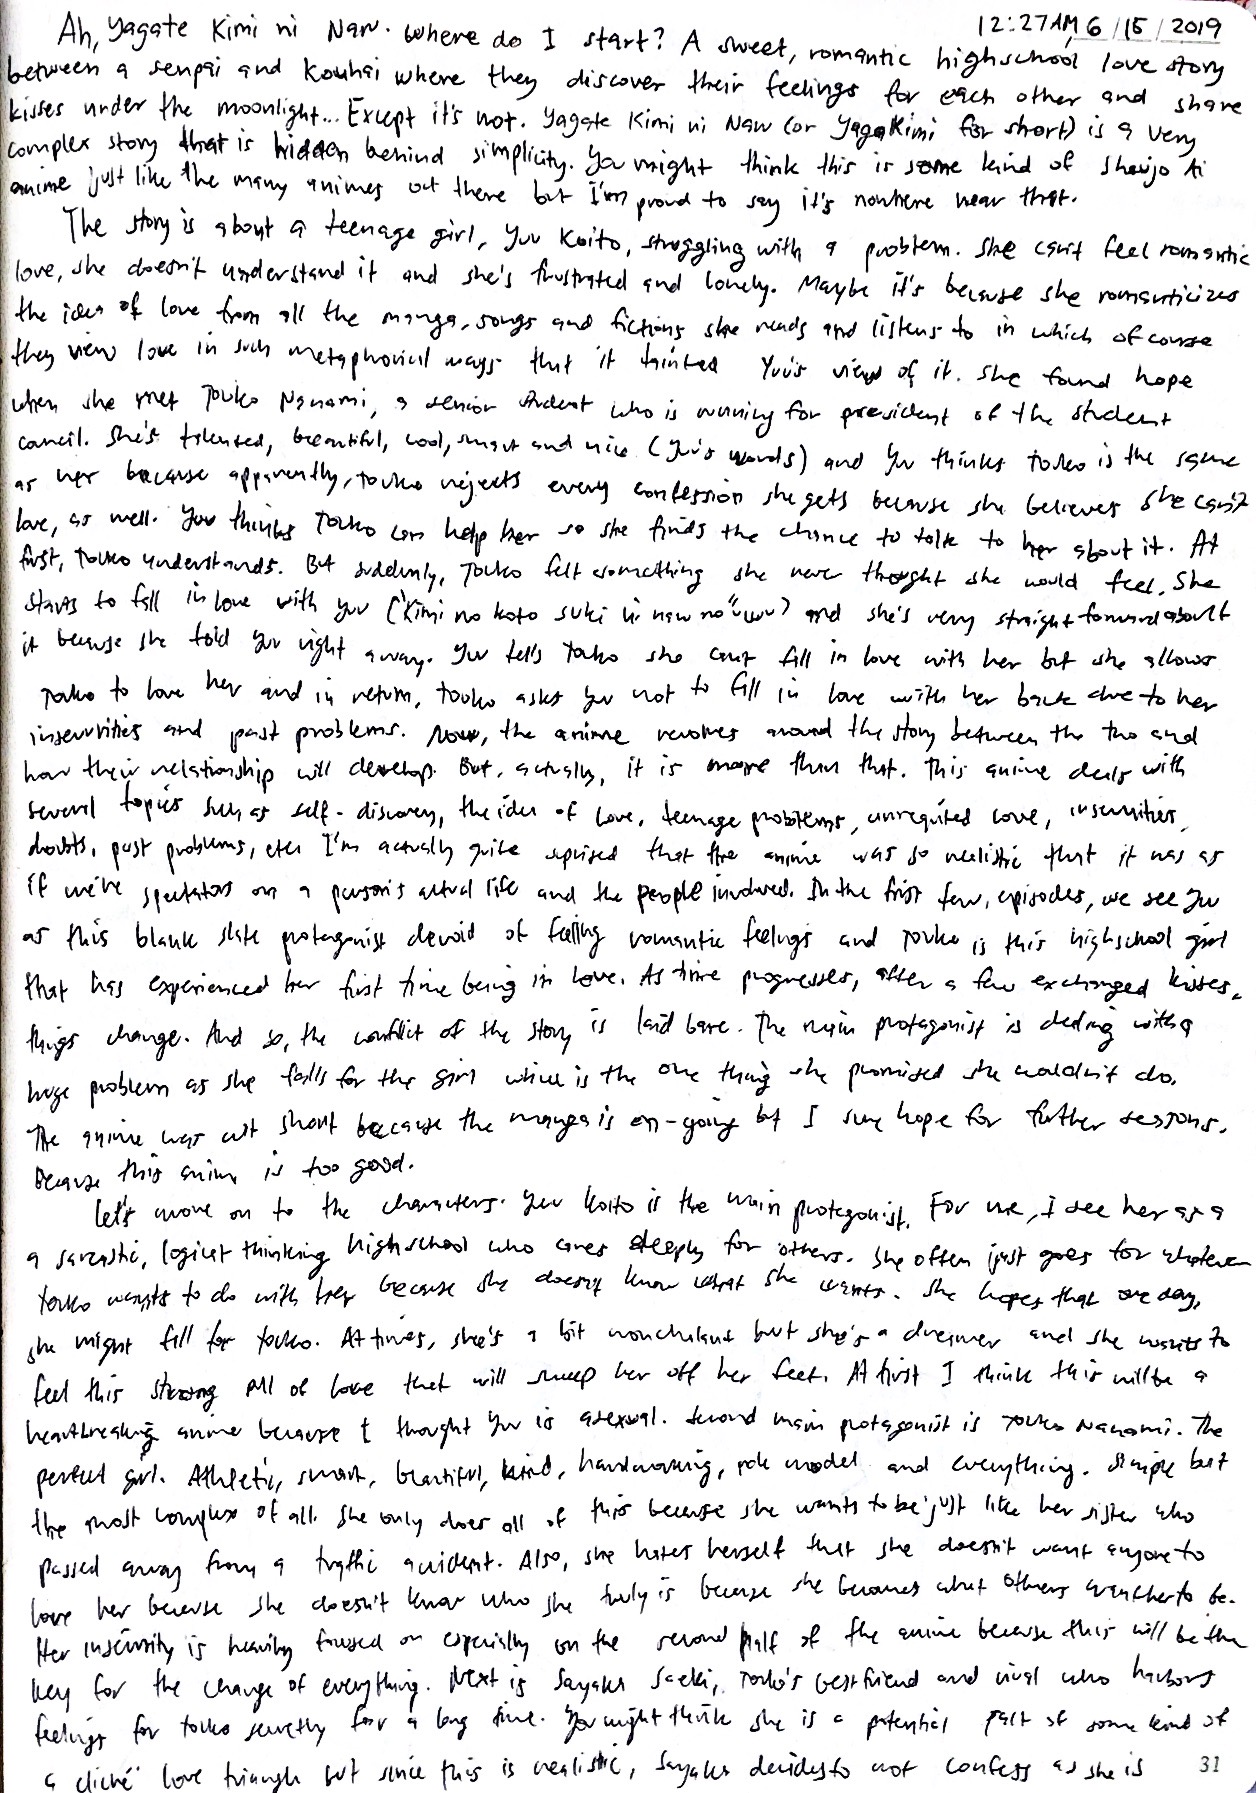 12:27AM, 6/15/2019
Ah, Yagate Kimi ni Naru. Where do I start? A sweet, romantic highschool love story
between a senpai and kouhai where they discover their feelings for each other and share
kisses under the moonlight... Except it's not. Yagate Kimi ni Naru (or YagaKimi for short) is a very
complex story that is hidden behind simplicity. You might think this is some kind of Shoujo Ai
anime just like the many animes out there but I'm proud to say it's nowhere near that.
The story is about a teenage girl, Yuu Koito, struggling with a problem. She can't feel romantic
love, she doesn't understand it and she's frustrated and lonely. Maybe it's because she romanticizes
the idea of love from all the manga, songs and fictions she reads and listens to in which of course
they view love in such metaphorical ways that it tainted Yuu's view of it. She found hope
when she met Touko Nanami, a senior student who is running for president of the student
council. She's talented, beautiful, cool, smart and nice (Yuu's words) and Yuu thinks Touko is the same
as her because apparently, Touko rejects every confession she gets because she believes she can't
love, as well. Yuu thinks Touko can help her so she finds the chance to talk to her about it. At
first, Touko understands. But suddenly, Touko felt something she never thought she would feel. She
starts to fall in love with Yuu ("Kimi no koto suki ni naru no" uwu) and she's very straight forward about
it because she told Yuu right away. Yuu tells Touko she can't fall in love with her but she allows
Touko to love her and in return, Touko asks Yuu not to fall in love with her back due to her
insecurities and past problems. Now, the anime revolves around the story between the two and
how their relationship will develop. But, actually, it is more than that. This anime deals with
several topics such as self-discovery, the idea of love, teenage problems, unrequited love, insecurities,
doubts, past problems, etc. I'm actually quite suprised that the anime was so realistic that it was as
if we're spectators on a person's actual life and the people involved. In the first few, episodes, we see Yuu
as this blank slate protagonist devoid of feeling romantic feelings and Touko is this highschool girl
that has experienced her first time being in love. As time progresses, after a few exchanged kisses,
things change. And so, the conflict of the story is laid bare. The main protagonist is dealing with a
huge problem as she falls for the girl which is the one thing she promised she wouldn't do.
The anime was cut short because the manga is on-going but I sure hope for further seasons.
Because this anime is too good.
Let's move on to the characters. Yuu Koito is the main protagonist. For me, I see her as a
a sarcastic, logical thinking highschool who cares deeply for others. She often just goes for whatever
Touko wants to do with her because she doesn't know what she wants. She hopes that one day,
she might fall for Touko. At times, she's a bit nonchalant but she's a dreamer and she wants to
feel this strong pull of love that will sweep her off her feet. At first I think this will be a
heartbreaking anime because I thought Yuu is asexual. Second main protagonist is Touko Nanami. The
perfect girl. Athletic, smart, beautiful, kind, hardworking, role model and everything. Simple but
the most complex of all. She only does all of this because she wants to be just like her sister who
passed away from a traffic accident. Also, she hates herself that she doesn't want anyone to
love her because she doesn't know who she truly is because she becomes what others want her to be.
Her insecurity is heavily focused on especially on the second half of the anime because this will be the
key for the change of everything. Next is Sayaka Saeki, Touko's bestfriend and rival who harbors
feelings for Touko secretly for a long time. You might think she is a potential part of some kind of
a cliché love triangle but since this is realistic, Sayaka decides to not confess as she is
31